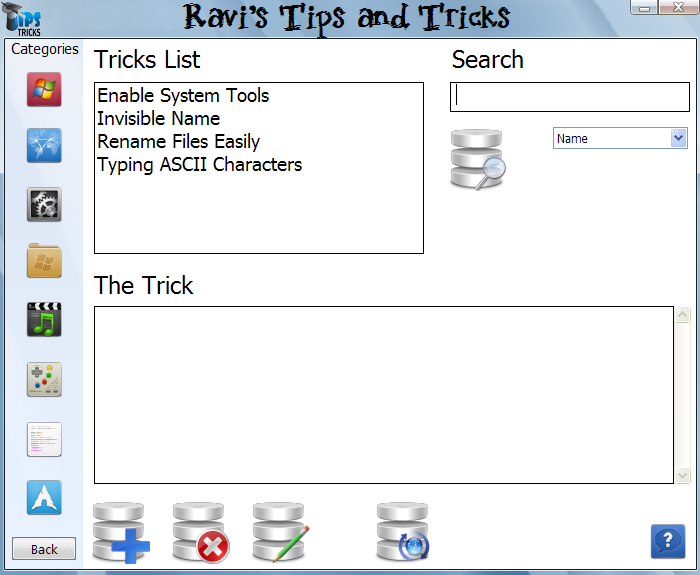 TIPS
TRICKS
Ravi's Tips and Tricks
Categories
Tricks List
Enable System Tools
Invisible Name
Rename Files Easily
Typing ASCII Characters
Search
Name
The Trick
Back
?